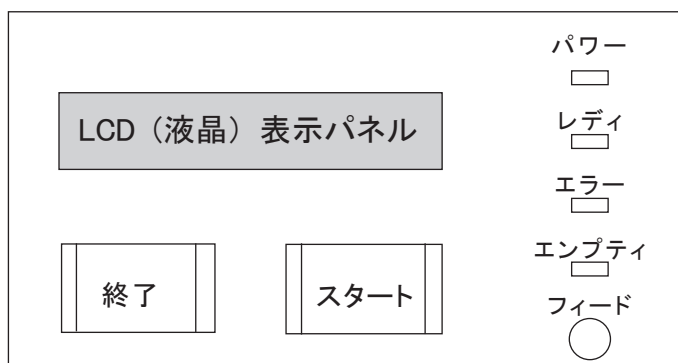 パワー
LCD（液晶）表示パネル
レディ
エラー
エンプティ
終了
スタート
フィード